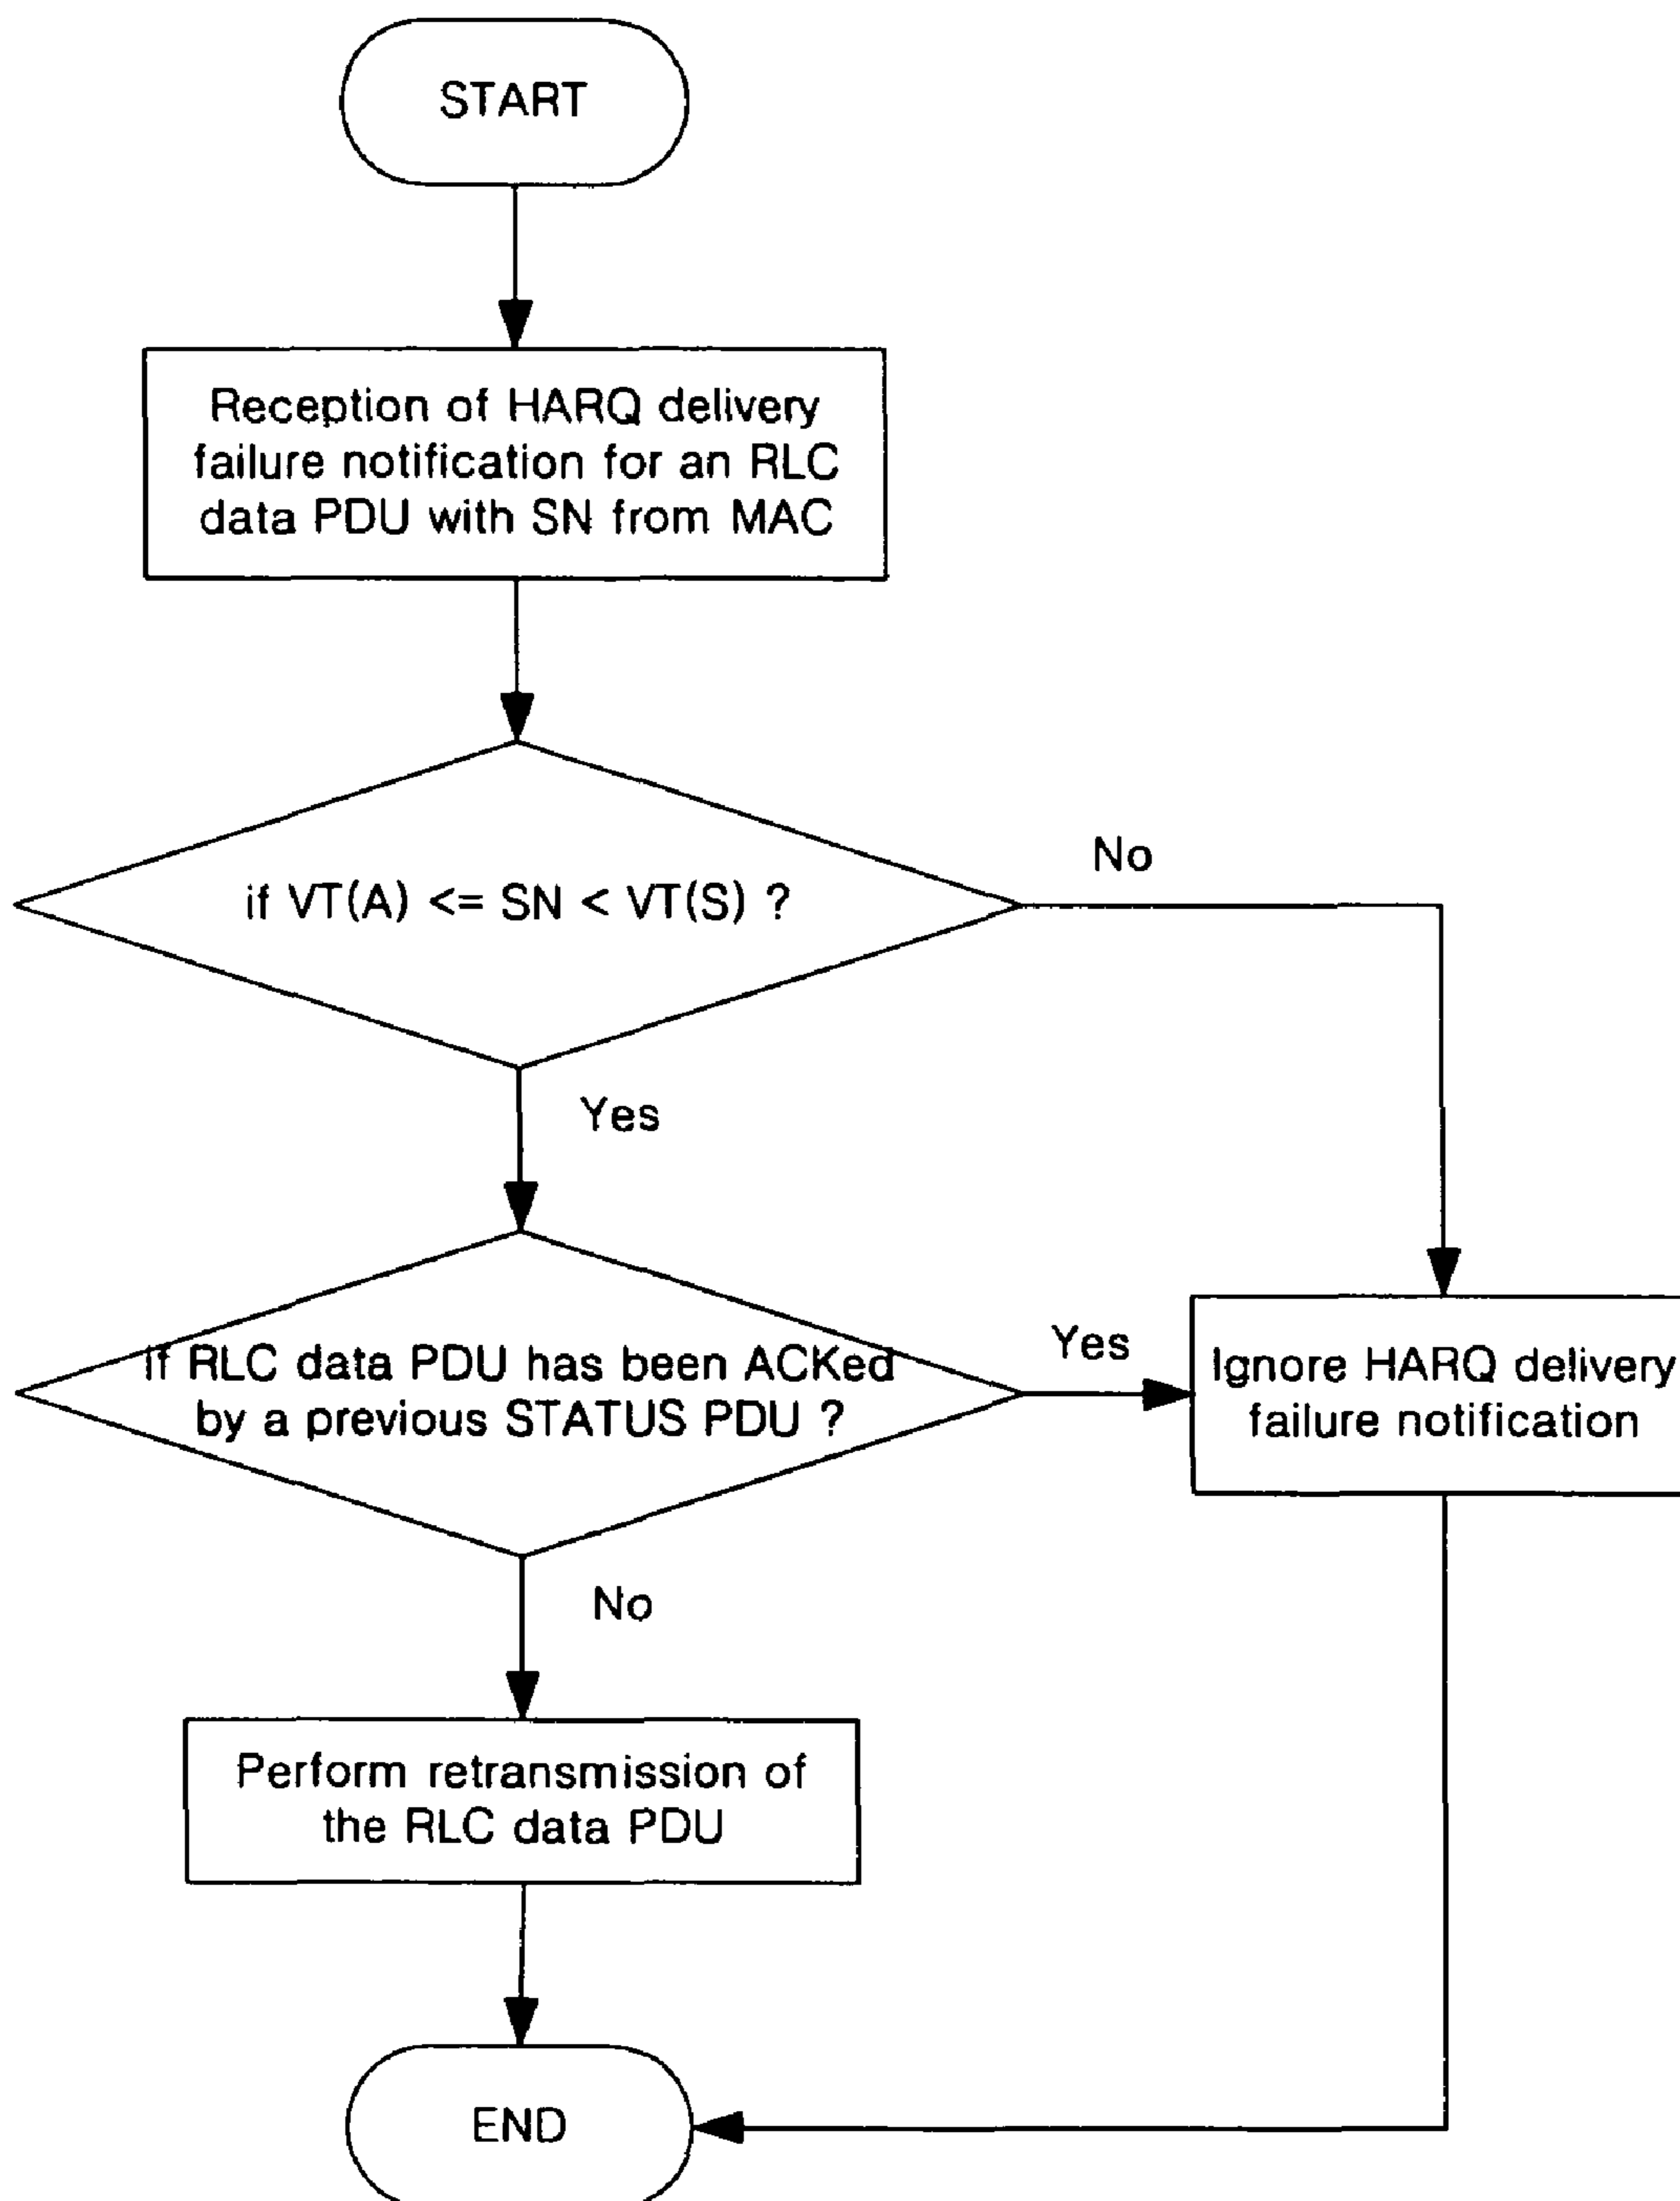 START
Reception of HARQ delivery
failure notification for an RLC
data PDU with SN from MAC
if VT(A) <= SN < VT(S) ?
No
Yes
if RLC data PDU has been ACKed
by a previous STATUS PDU ?
Yes
Ignore HARQ delivery
failure notification
No
Perform retransmission of
the RLC data PDU
END